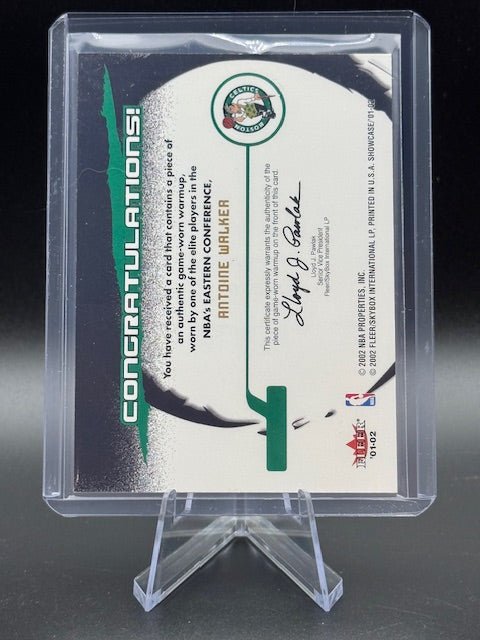 CONGRATULATIONS!
You have received a card that contains a piece of
an authentic game-worn warmup,
worn by one of the elite players in the
NBA's EASTERN CONFERENCE,
ANTOINE WALKER
CELTICS
BOSTON
This certificate expressly warrants the authenticity of the
piece of game-worn warmup on the front of this card.
Lloyd J. Pawlak
Lloyd J. Pawlak
Senior Vice President
Fleer/SkyBox International LP
© 2002 NBA PROPERTIES, INC.
© 2002 FLEER/SKYBOX INTERNATIONAL LP, PRINTED IN U.S.A. SHOWCASE/'01-02
FLEER
'01-02